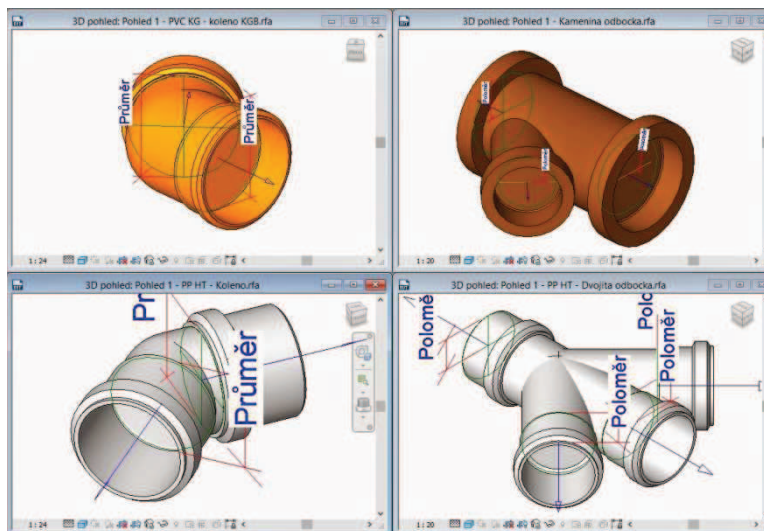 3D pohled: Pohled 1 - PVC KG - koleno KGB.rfa
Průměr
Průměr
1 : 24
3D pohled: Pohled 1 - Kamenina odbocka.rfa
Poloměr
Poloměr
1 : 20
3D pohled: Pohled 1 - PP HT - Koleno.rfa
Pr
Průměr
1 : 24
3D pohled: Pohled 1 - PP HT - Dvojita odbocka.rfa
Polomě
Polo
Poloměr
Poloměr
1 : 20